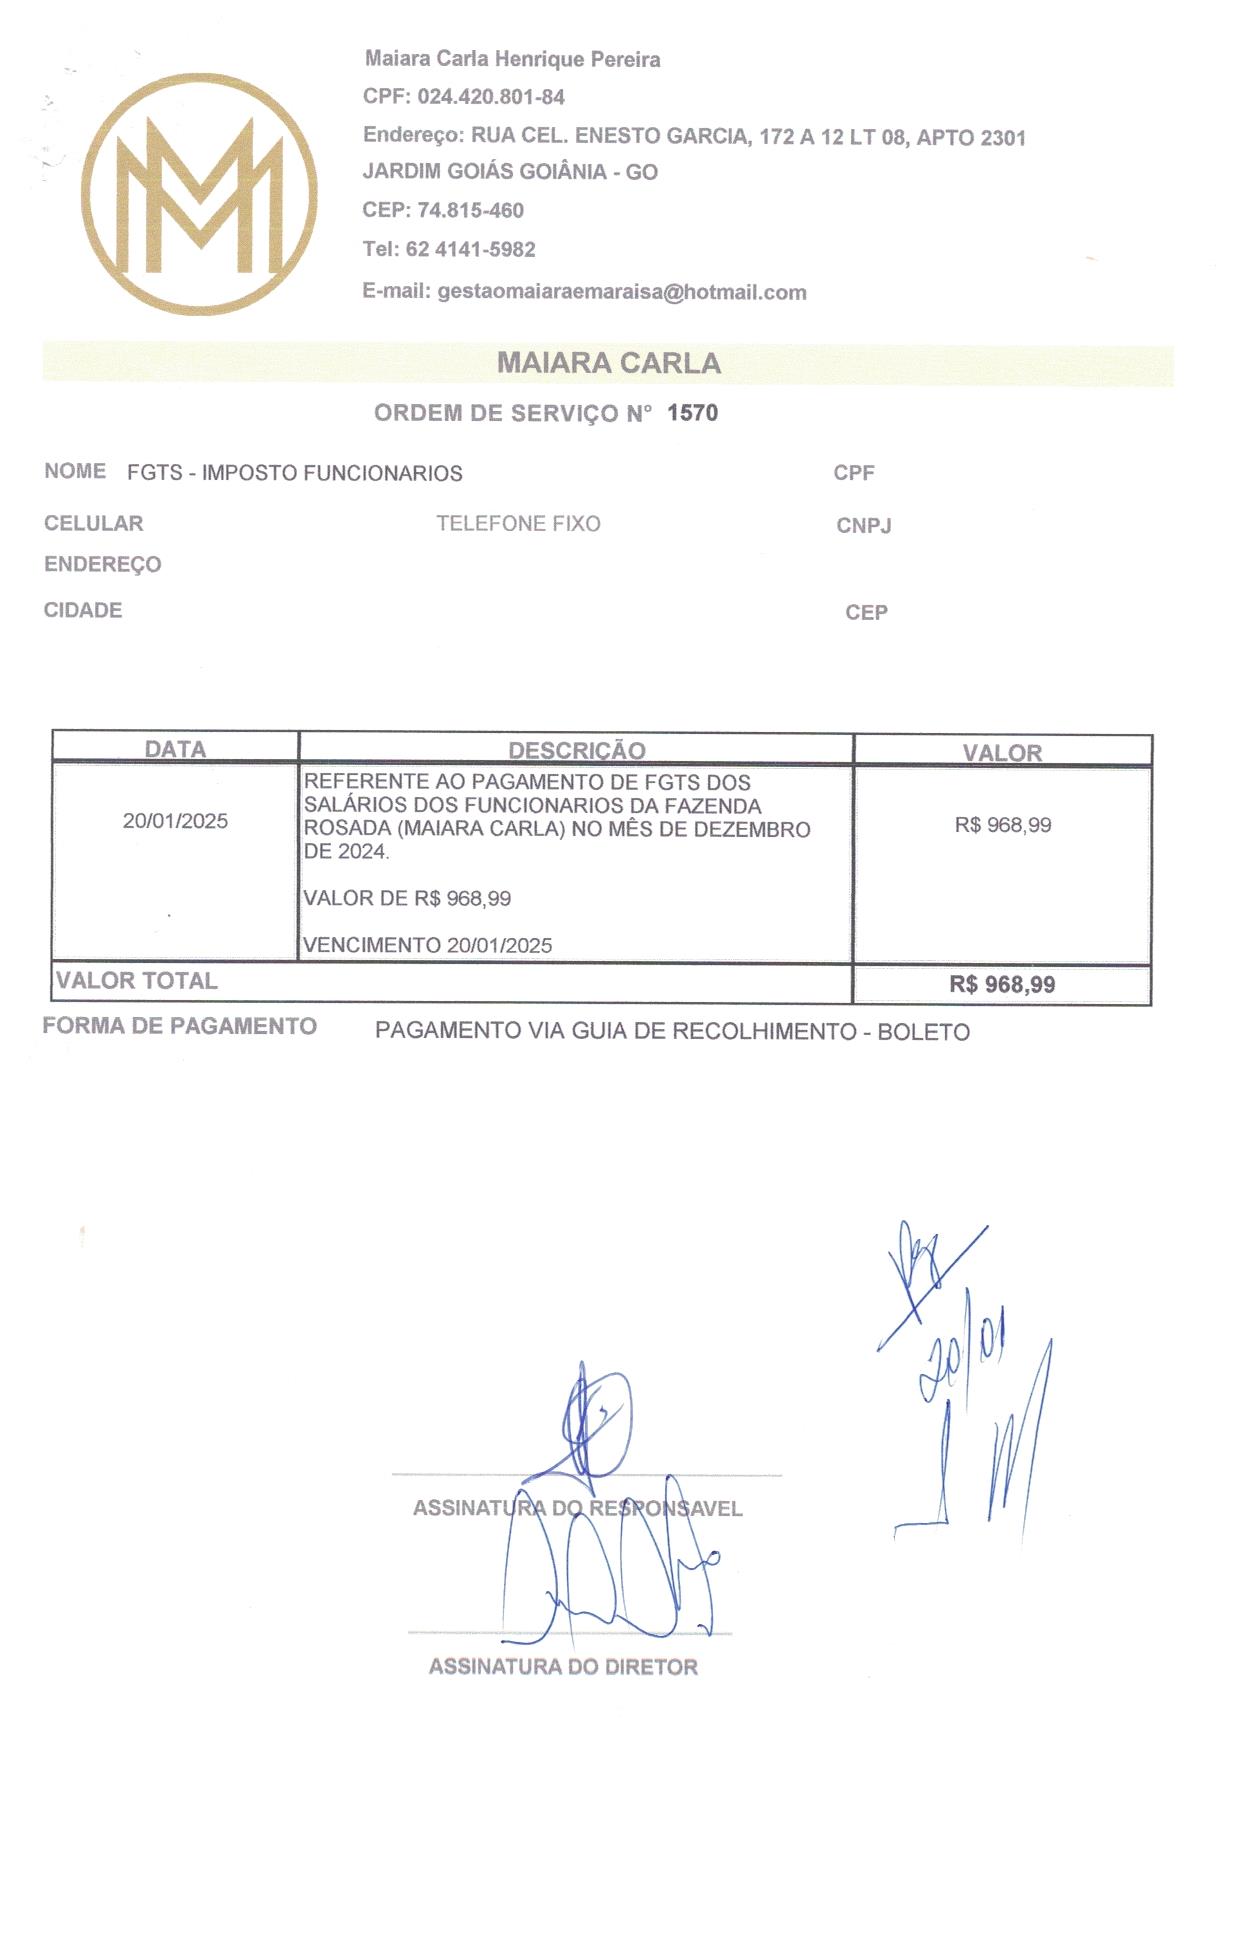 Maiara Carla Henrique Pereira
CPF: 024.420.801-84
Endereço: RUA CEL. ENESTO GARCIA, 172 A 12 LT 08, APTO 2301
JARDIM GOIÁS GOIÂNIA - GO
CEP: 74.815-460
Tel: 62 4141-5982
E-mail: gestaomaiaraemaraisa@hotmail.com
MAIARA CARLA
ORDEM DE SERVIÇO N° 1570
NOME FGTS - IMPOSTO FUNCIONARIOS CPF
CELULAR TELEFONE FIXO CNPJ
ENDEREÇO
CIDADE CEP
DATA DESCRIÇÃO VALOR
REFERENTE AO PAGAMENTO DE FGTS DOS
SALÁRIOS DOS FUNCIONARIOS DA FAZENDA
20/01/2025 ROSADA (MAIARA CARLA) NO MÊS DE DEZEMBRO R$ 968,99
DE 2024.
VALOR DE R$ 968,99
VENCIMENTO 20/01/2025
VALOR TOTAL R$ 968,99
FORMA DE PAGAMENTO PAGAMENTO VIA GUIA DE RECOLHIMENTO - BOLETO
20/01
ASSINATURA DO RESPONSAVEL
ASSINATURA DO DIRETOR